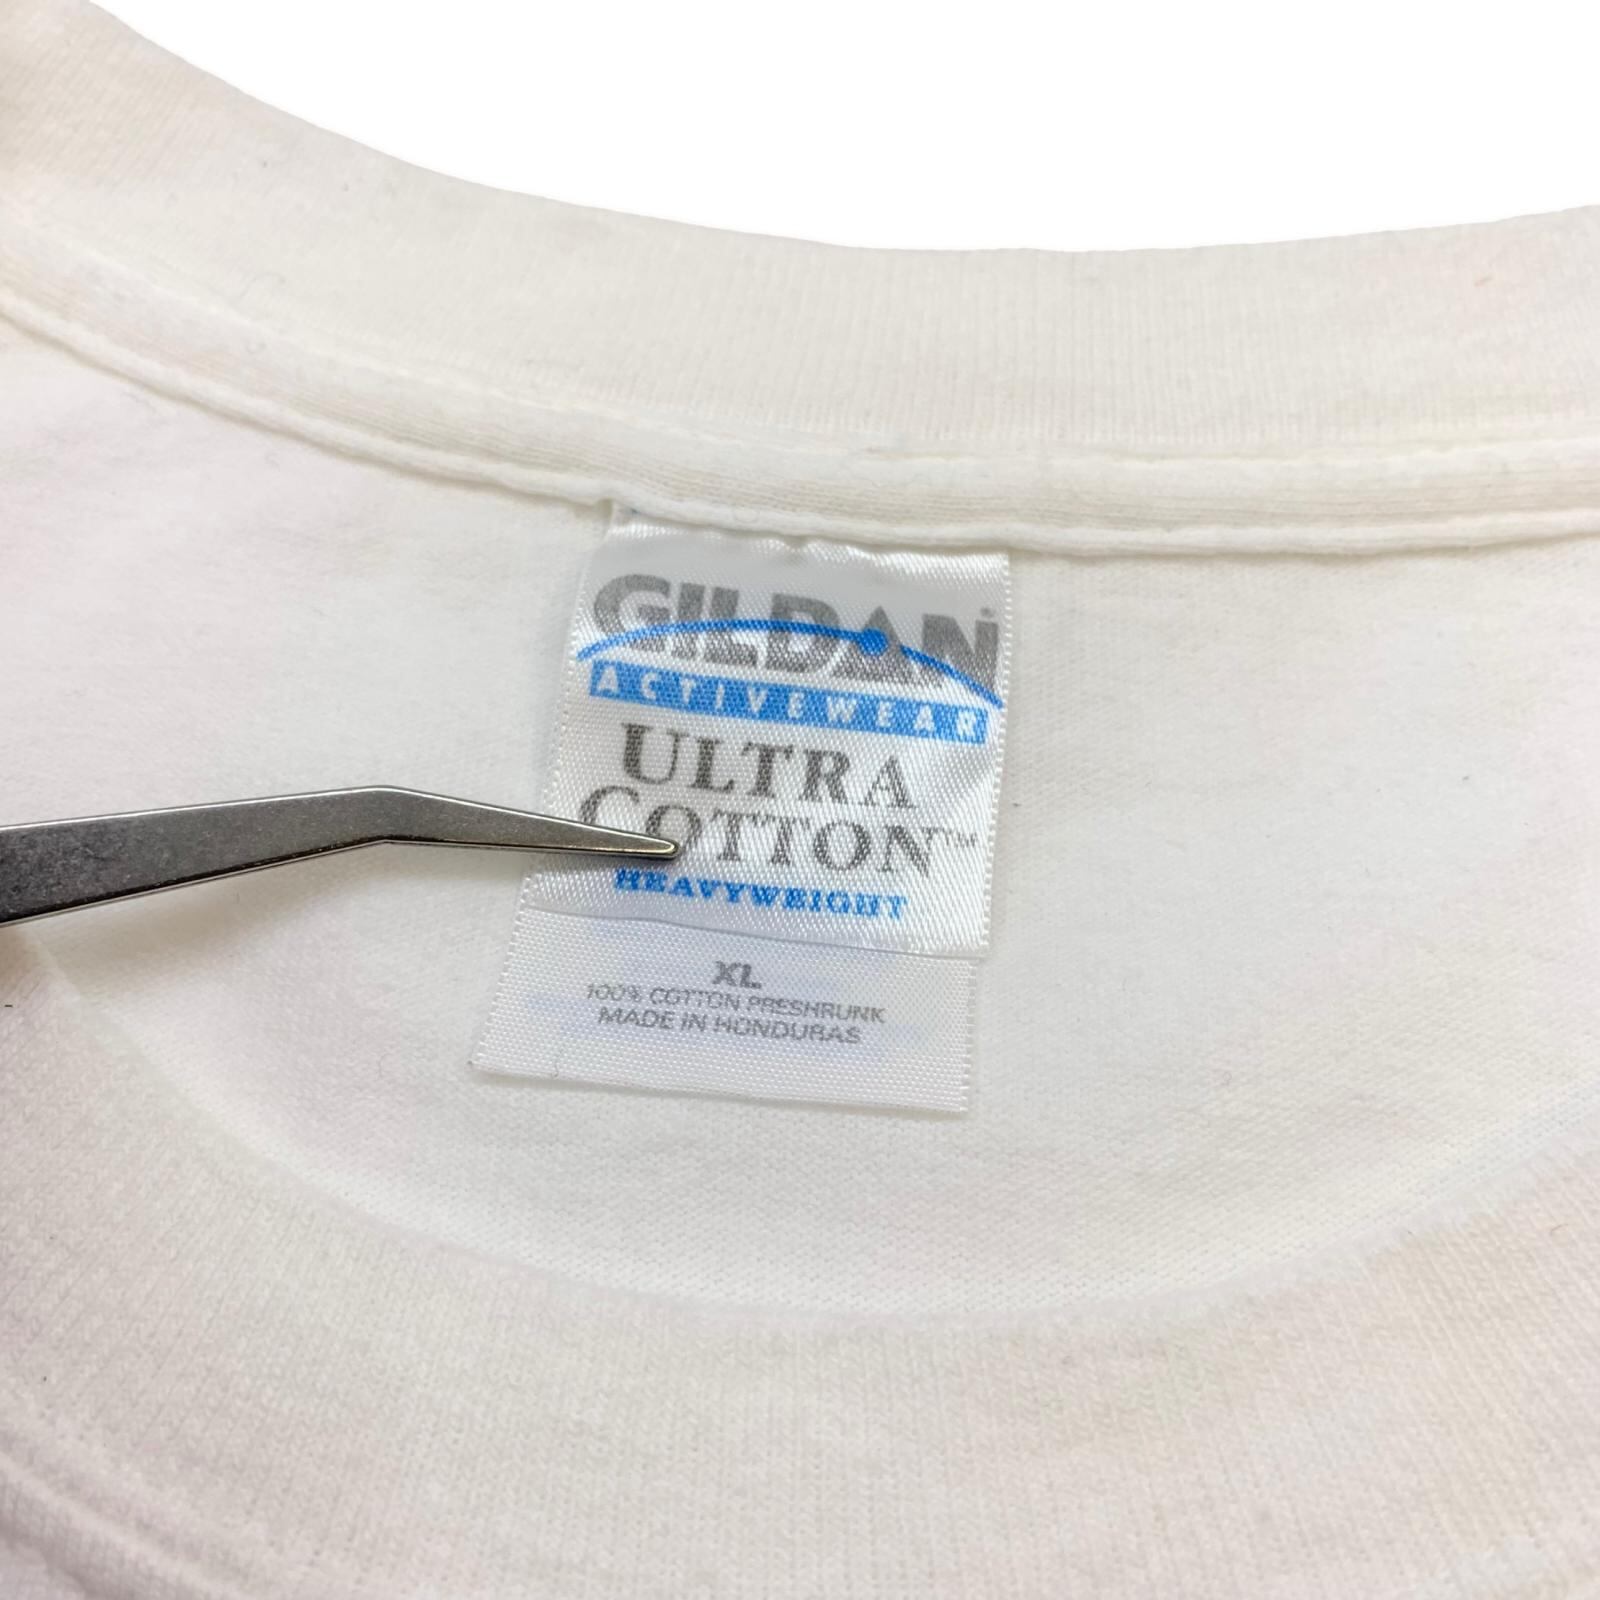 GILDAN
ACTIVEWEAR
ULTRA
COTTON™
HEAVYWEIGHT
XL
100% COTTON PRESHRUNK
MADE IN HONDURAS